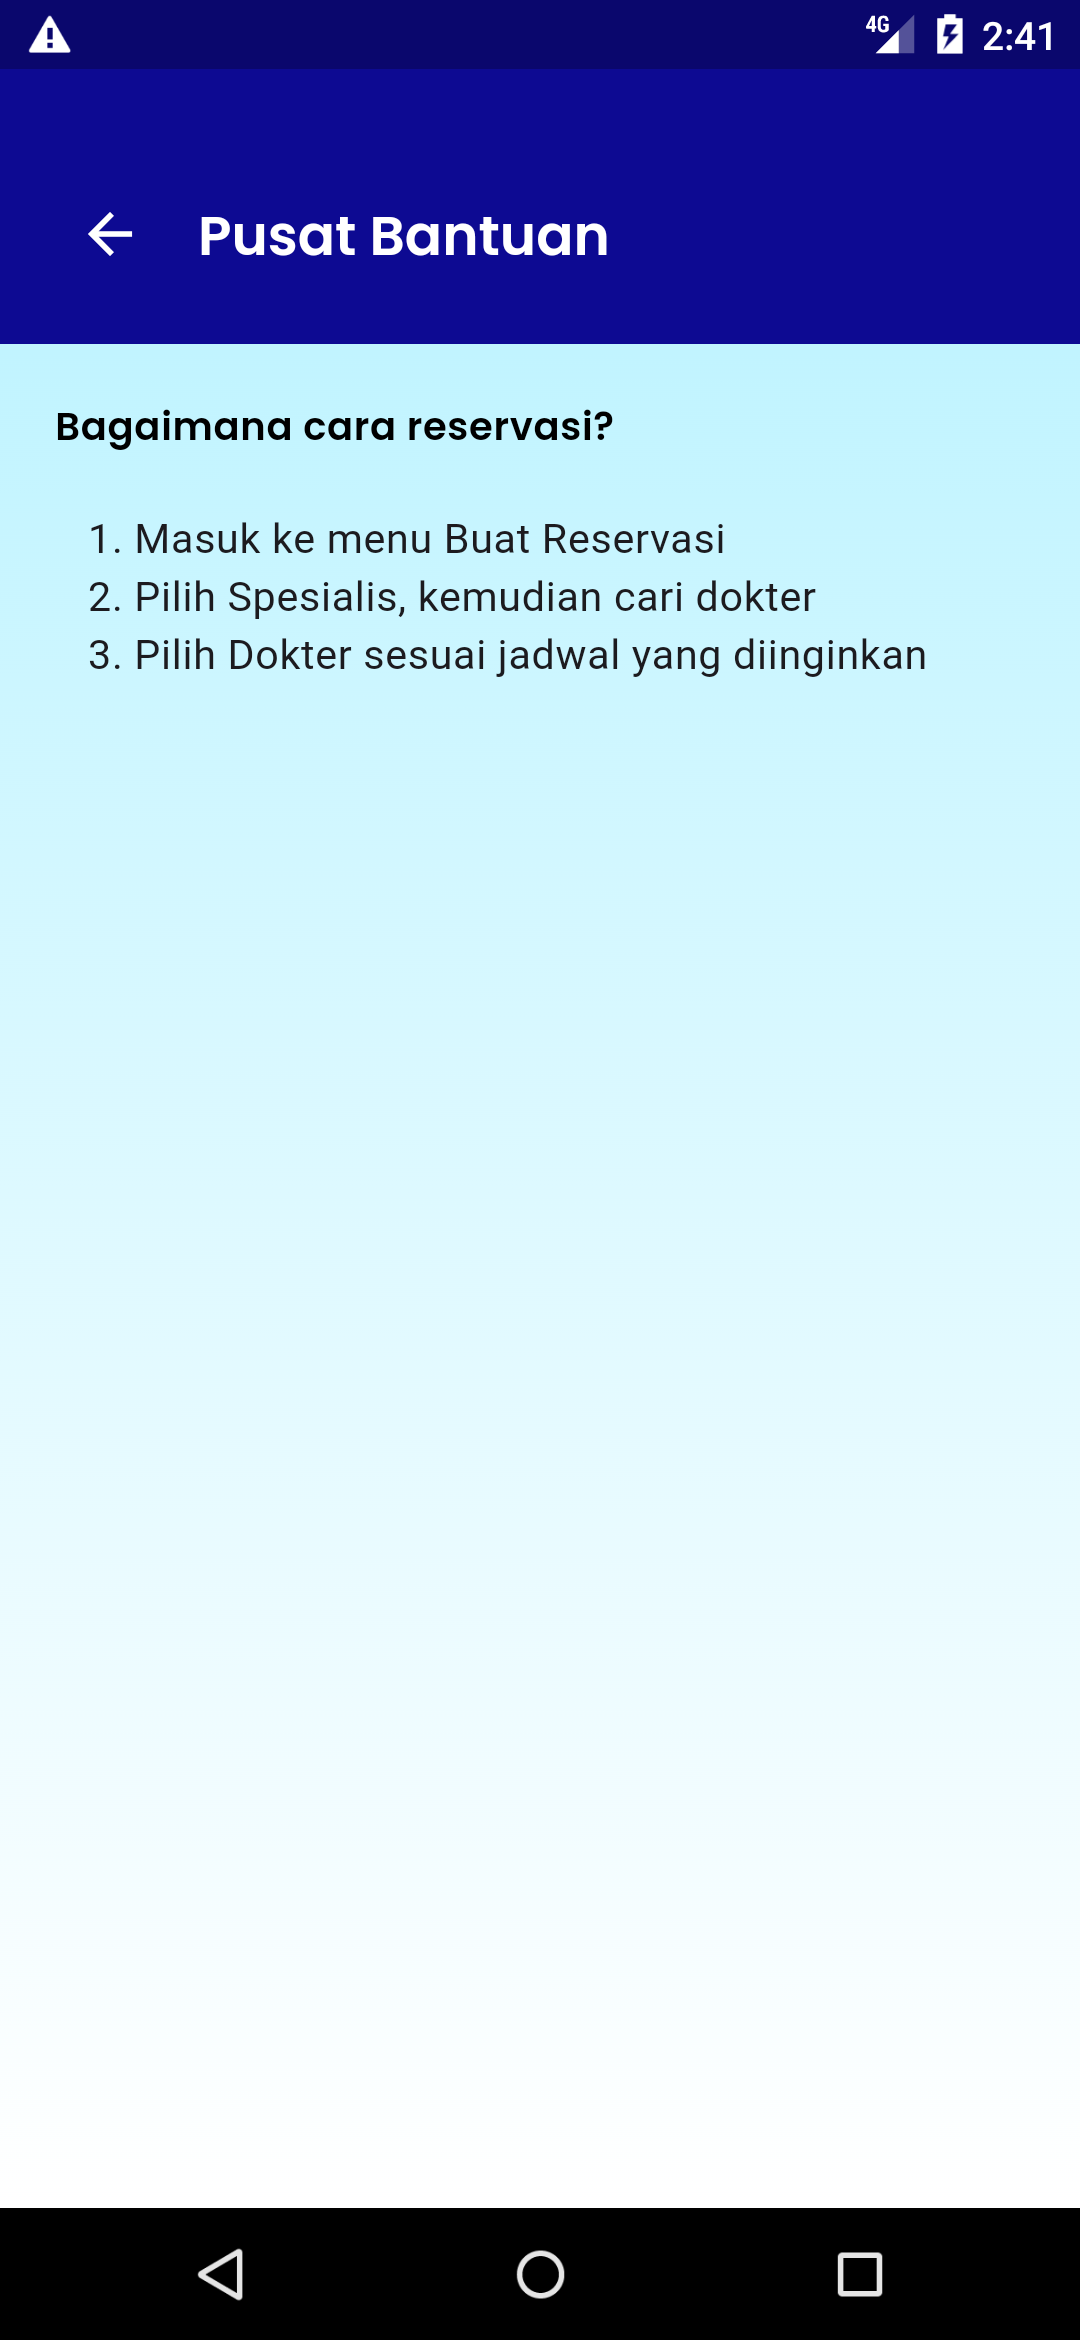 4G 2:41
Pusat Bantuan
Bagaimana cara reservasi?
1. Masuk ke menu Buat Reservasi
2. Pilih Spesialis, kemudian cari dokter
3. Pilih Dokter sesuai jadwal yang diinginkan